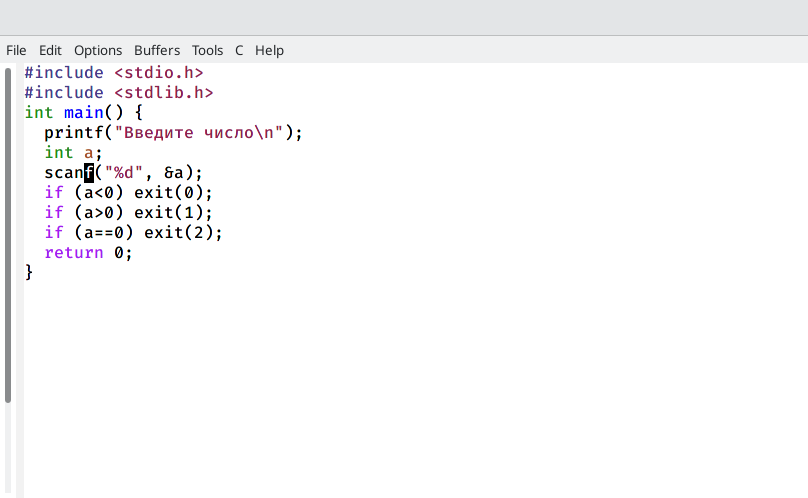 File Edit Options Buffers Tools C Help
#include <stdio.h>
#include <stdlib.h>
int main() {
  printf("Введите число\n");
  int a;
  scanf("%d", &a);
  if (a<0) exit(0);
  if (a>0) exit(1);
  if (a==0) exit(2);
  return 0;
}